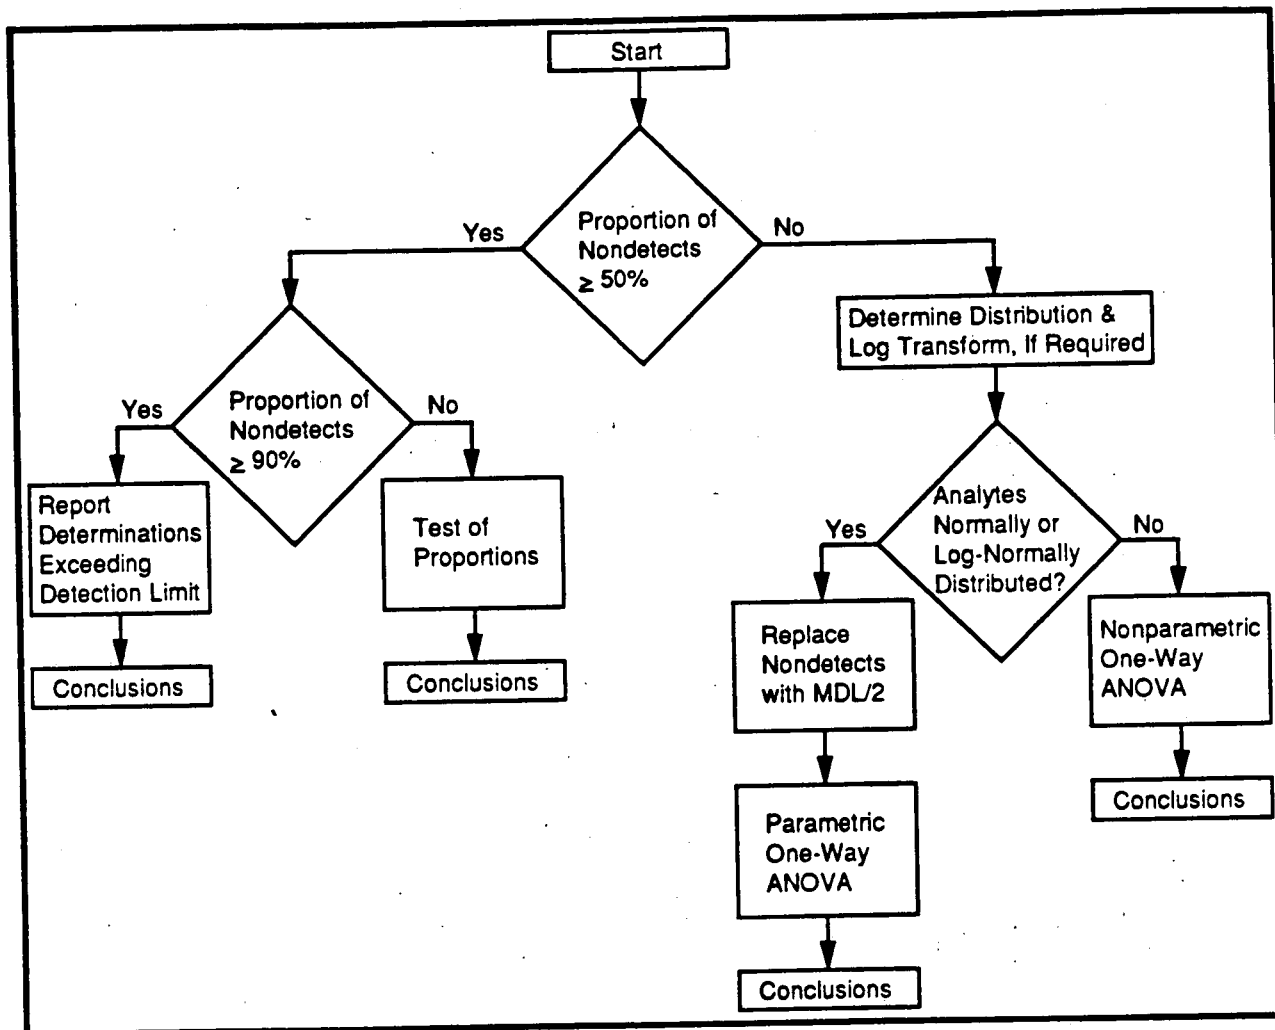 Start
Proportion of
Nondetects
≥ 50%
Yes
No
Proportion of
Nondetects
≥ 90%
Yes
No
Report
Determinations
Exceeding
Detection Limit
Conclusions
Test of
Proportions
Conclusions
Determine Distribution &
Log Transform, If Required
Analytes
Normally or
Log-Normally
Distributed?
Yes
No
Replace
Nondetects
with MDL/2
Parametric
One-Way
ANOVA
Conclusions
Nonparametric
One-Way
ANOVA
Conclusions